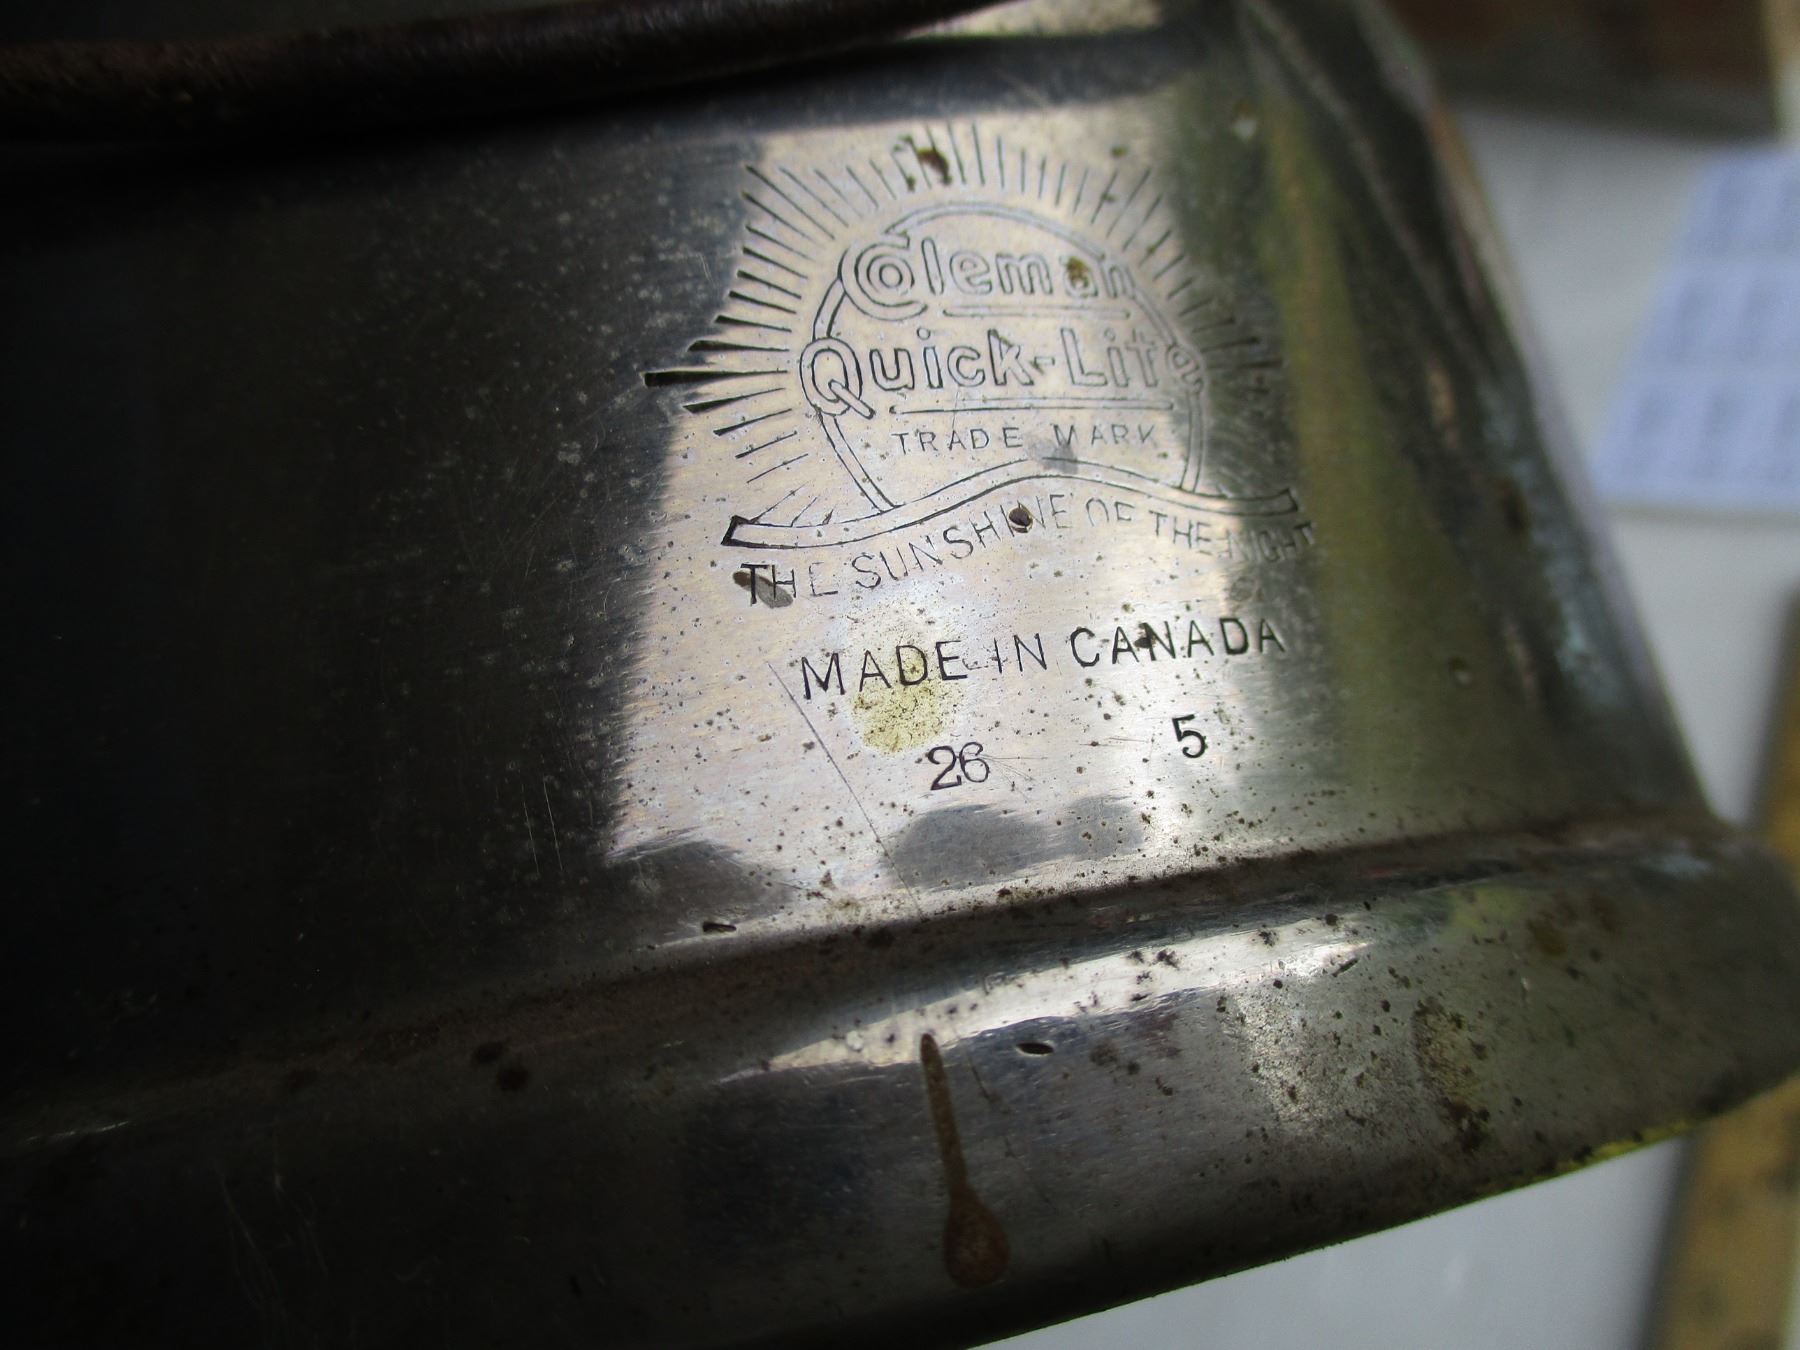 Coleman
Quick-Lite
TRADE MARK
THE SUNSHINE OF THE NIGHT
MADE IN CANADA
26 5